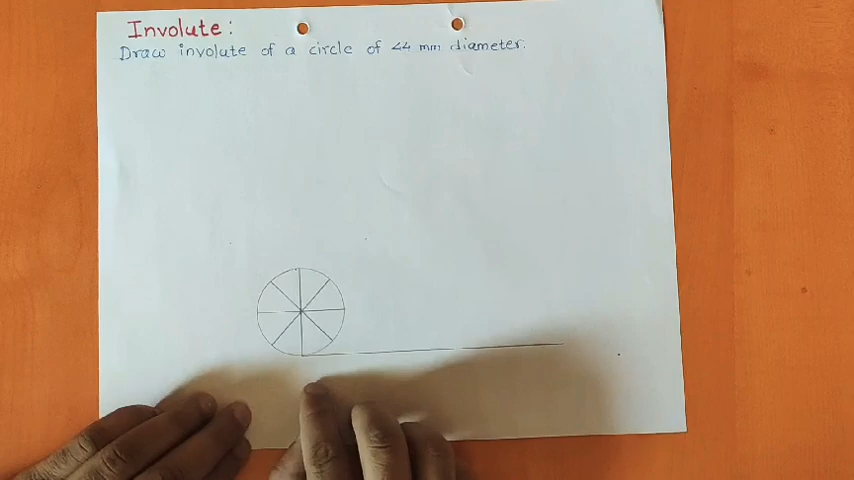 Involute:
Draw involute of a circle of 44 mm diameter.